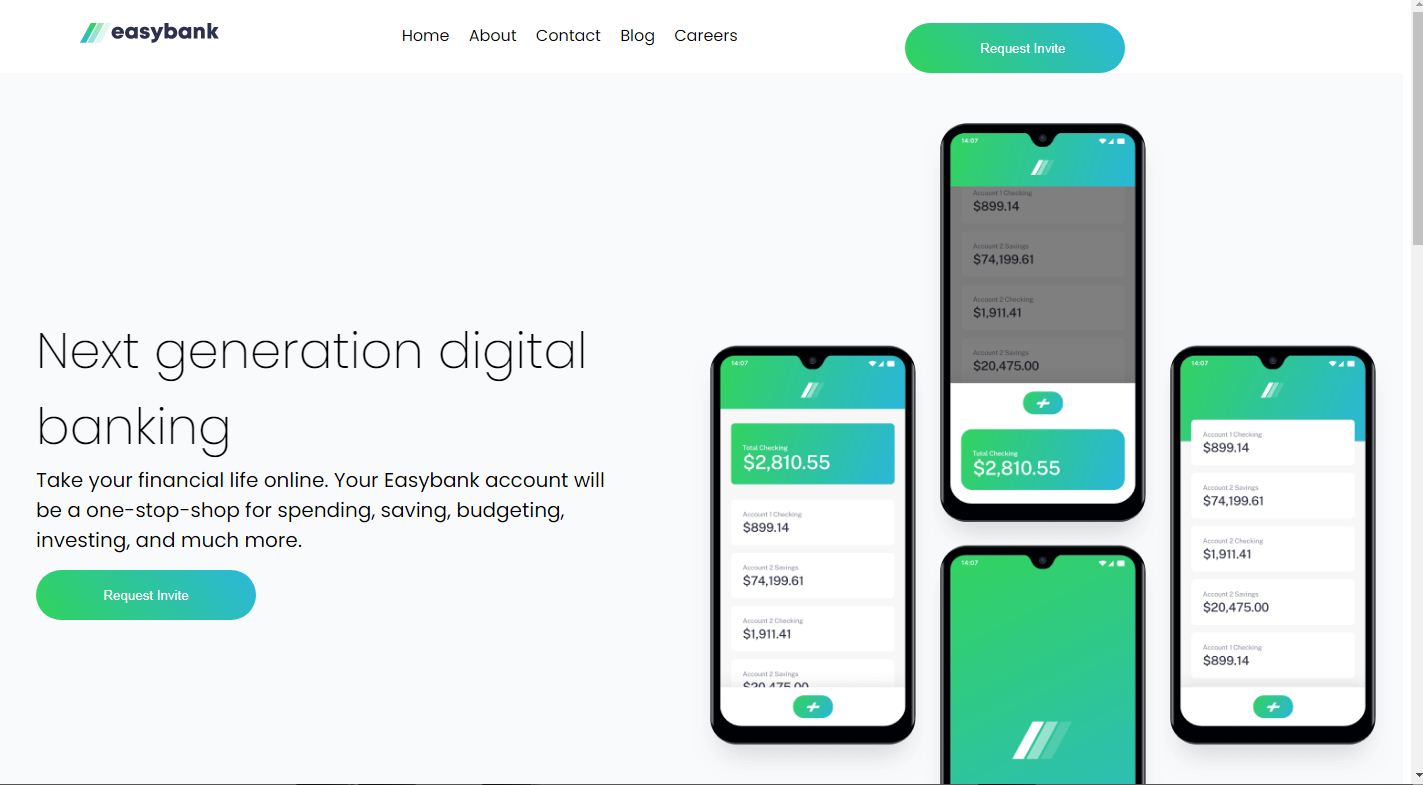 easybank
Home About Contact Blog Careers
Request Invite
Next generation digital
banking
Take your financial life online. Your Easybank account will
be a one-stop-shop for spending, saving, budgeting,
investing, and much more.
Request Invite
14:07
Total Checking
$2,810.55
Account 1 Checking
$899.14
Account 2 Savings
$74,199.61
Account 2 Checking
$1,911.41
Account 2 Savings
$20,475.00
14:07
Account 1 Checking
$899.14
Account 2 Savings
$74,199.61
Account 2 Checking
$1,911.41
Account 2 Savings
$20,475.00
Total Checking
$2,810.55
14:07
14:07
Account 1 Checking
$899.14
Account 2 Savings
$74,199.61
Account 2 Checking
$1,911.41
Account 2 Savings
$20,475.00
Account 1 Checking
$899.14